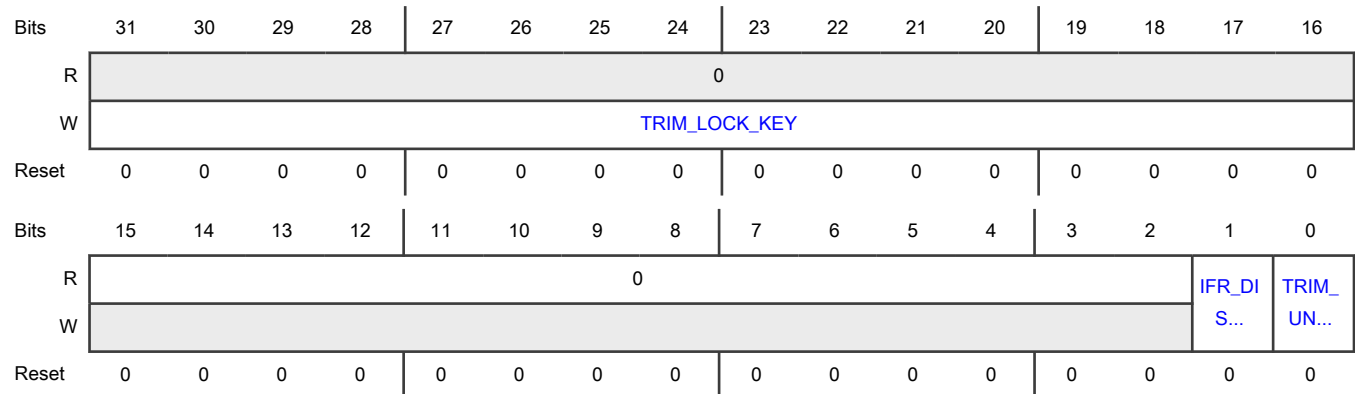 Bits 31 30 29 28 27 26 25 24 23 22 21 20 19 18 17 16
R 0
W TRIM_LOCK_KEY
Reset 0 0 0 0 0 0 0 0 0 0 0 0 0 0 0 0
Bits 15 14 13 12 11 10 9 8 7 6 5 4 3 2 1 0
R 0 IFR_DI TRIM_
W S... UN...
Reset 0 0 0 0 0 0 0 0 0 0 0 0 0 0 0 0